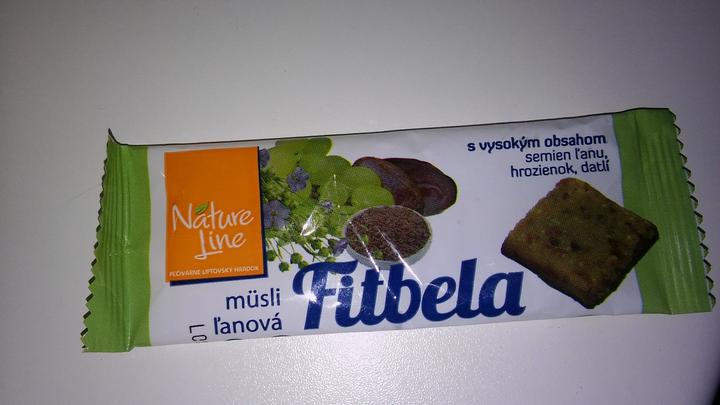 Nature
Line
PEČIVÁRNE LIPTOVSKÝ HRÁDOK
s vysokým obsahom
semien ľanu,
hrozienok, datlí
müsli
ľanová
Fitbela